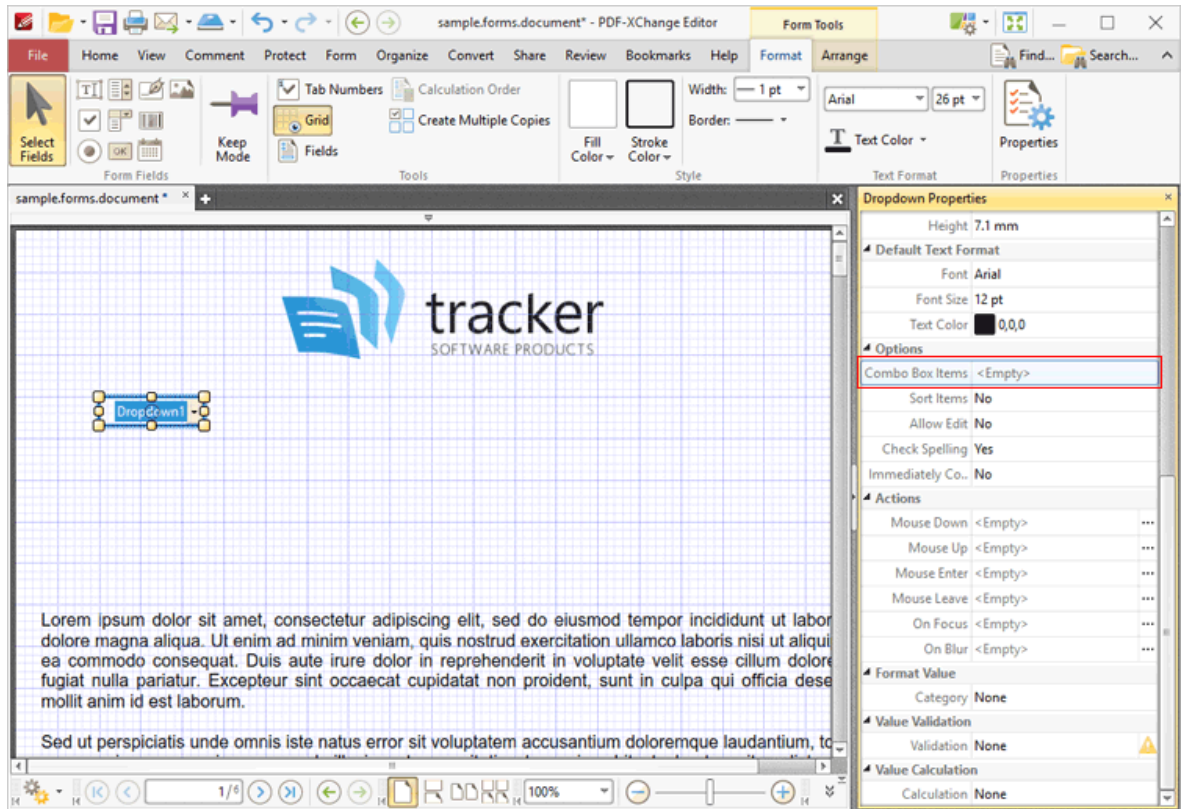 sample.forms.document* - PDF-XChange Editor
Form Tools
File Home View Comment Protect Form Organize Convert Share Review Bookmarks Help Format Arrange Find... Search...
Select Fields
OK
Form Fields
Keep Mode
Tab Numbers
Grid
Fields
Calculation Order
Create Multiple Copies
Tools
Fill Color
Stroke Color
Width: 1 pt
Border:
Style
Arial 26 pt
Text Color
Text Format
Properties
Properties
sample.forms.document *
tracker
SOFTWARE PRODUCTS
Dropdown1
Lorem ipsum dolor sit amet, consectetur adipiscing elit, sed do eiusmod tempor incididunt ut labor
dolore magna aliqua. Ut enim ad minim veniam, quis nostrud exercitation ullamco laboris nisi ut aliqui
ea commodo consequat. Duis aute irure dolor in reprehenderit in voluptate velit esse cillum dolore
fugiat nulla pariatur. Excepteur sint occaecat cupidatat non proident, sunt in culpa qui officia dese
mollit anim id est laborum.
Sed ut perspiciatis unde omnis iste natus error sit voluptatem accusantium doloremque laudantium, to
1/6
100%
Dropdown Properties
Height 7.1 mm
Default Text Format
Font Arial
Font Size 12 pt
Text Color 0,0,0
Options
Combo Box Items <Empty>
Sort Items No
Allow Edit No
Check Spelling Yes
Immediately Co... No
Actions
Mouse Down <Empty> ...
Mouse Up <Empty> ...
Mouse Enter <Empty> ...
Mouse Leave <Empty> ...
On Focus <Empty> ...
On Blur <Empty> ...
Format Value
Category None
Value Validation
Validation None
Value Calculation
Calculation None